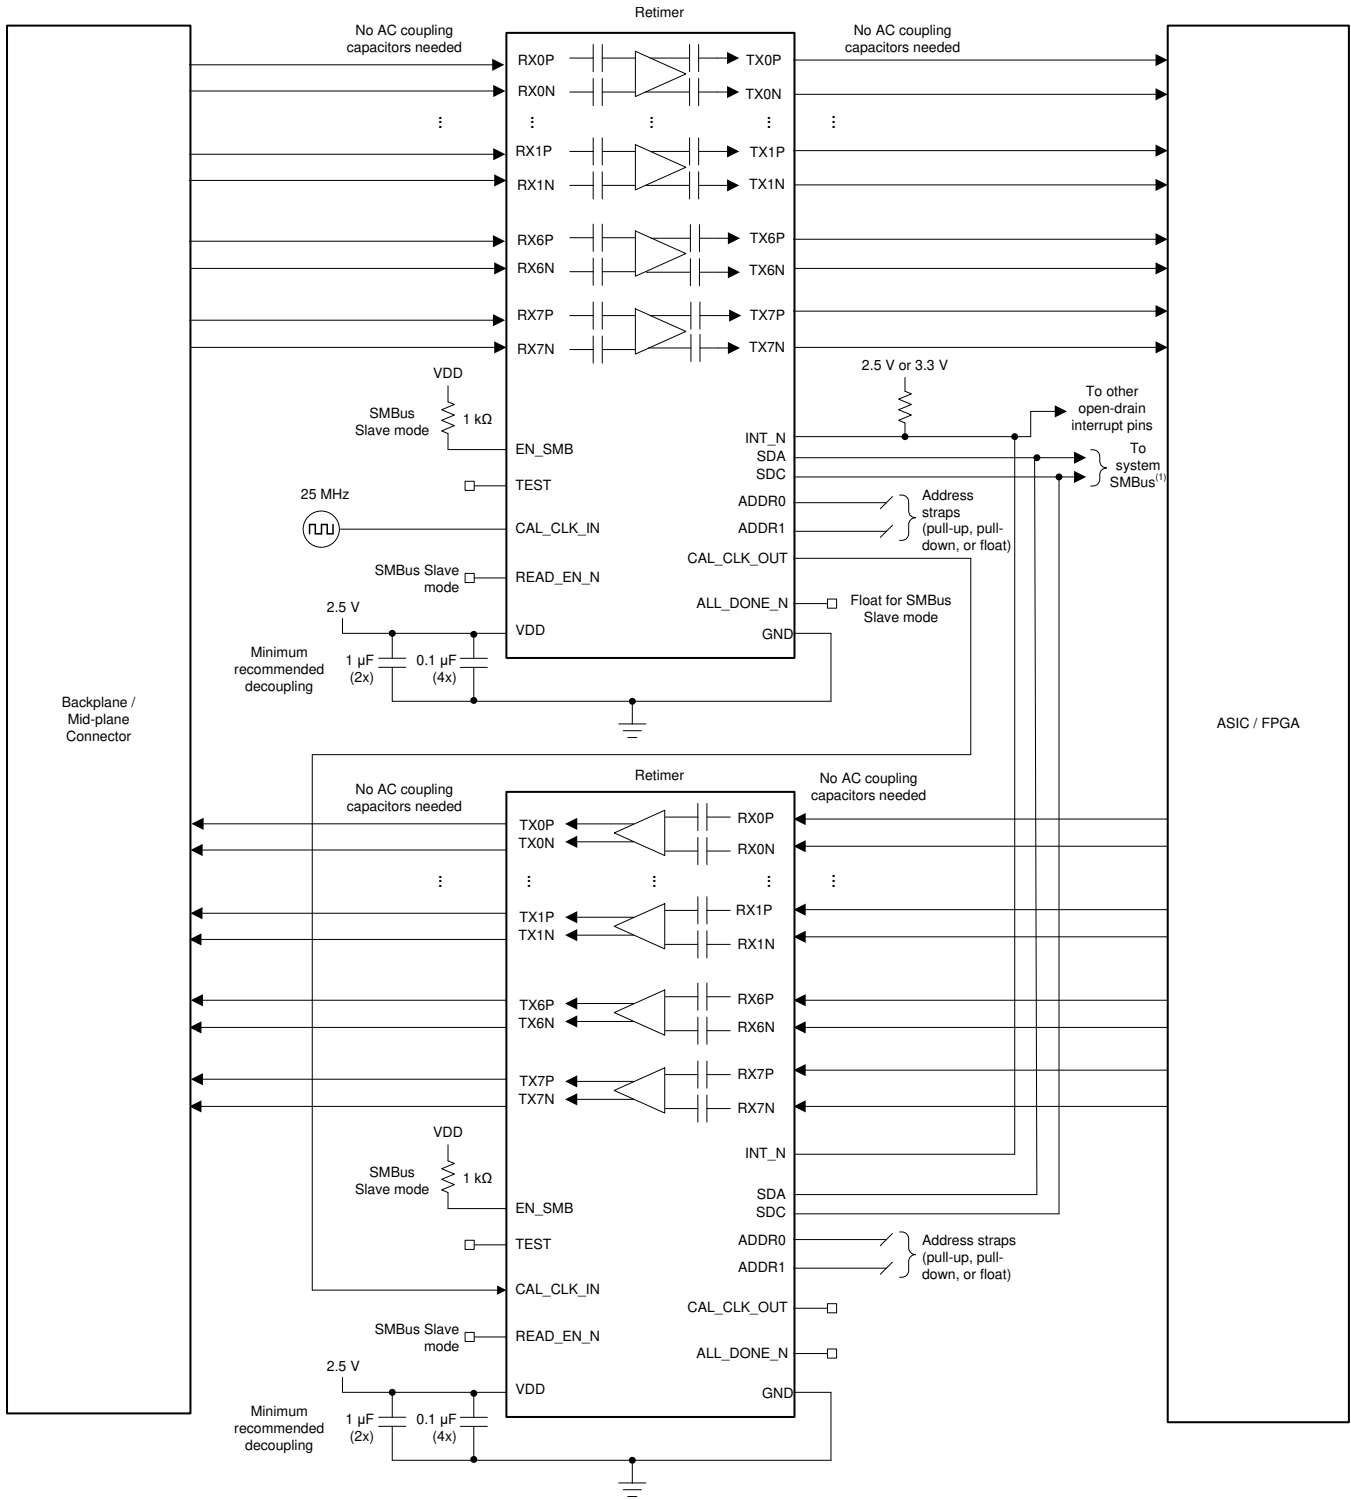 Retimer
No AC coupling
capacitors needed
No AC coupling
capacitors needed
RX0P
TX0P
RX0N
TX0N
...
...
...
...
...
RX1P
TX1P
RX1N
TX1N
RX6P
TX6P
RX6N
TX6N
RX7P
TX7P
RX7N
TX7N
VDD
SMBus
Slave mode
1 kΩ
EN_SMB
TEST
25 MHz
CAL_CLK_IN
SMBus Slave
mode
READ_EN_N
2.5 V
VDD
Minimum
recommended
decoupling
1 µF
(2x)
0.1 µF
(4x)
2.5 V or 3.3 V
To other
open-drain
interrupt pins
INT_N
SDA
SDC
To
system
SMBus(1)
ADDR0
ADDR1
Address
straps
(pull-up, pull-
down, or float)
CAL_CLK_OUT
ALL_DONE_N
Float for SMBus
Slave mode
GND
Backplane /
Mid-plane
Connector
ASIC / FPGA
Retimer
No AC coupling
capacitors needed
No AC coupling
capacitors needed
TX0P
RX0P
TX0N
RX0N
...
...
...
...
...
TX1P
RX1P
TX1N
RX1N
TX6P
RX6P
TX6N
RX6N
TX7P
RX7P
TX7N
RX7N
VDD
SMBus
Slave mode
1 kΩ
EN_SMB
TEST
CAL_CLK_IN
SMBus Slave
mode
READ_EN_N
2.5 V
VDD
Minimum
recommended
decoupling
1 µF
(2x)
0.1 µF
(4x)
INT_N
SDA
SDC
ADDR0
ADDR1
Address straps
(pull-up, pull-
down, or float)
CAL_CLK_OUT
ALL_DONE_N
GND